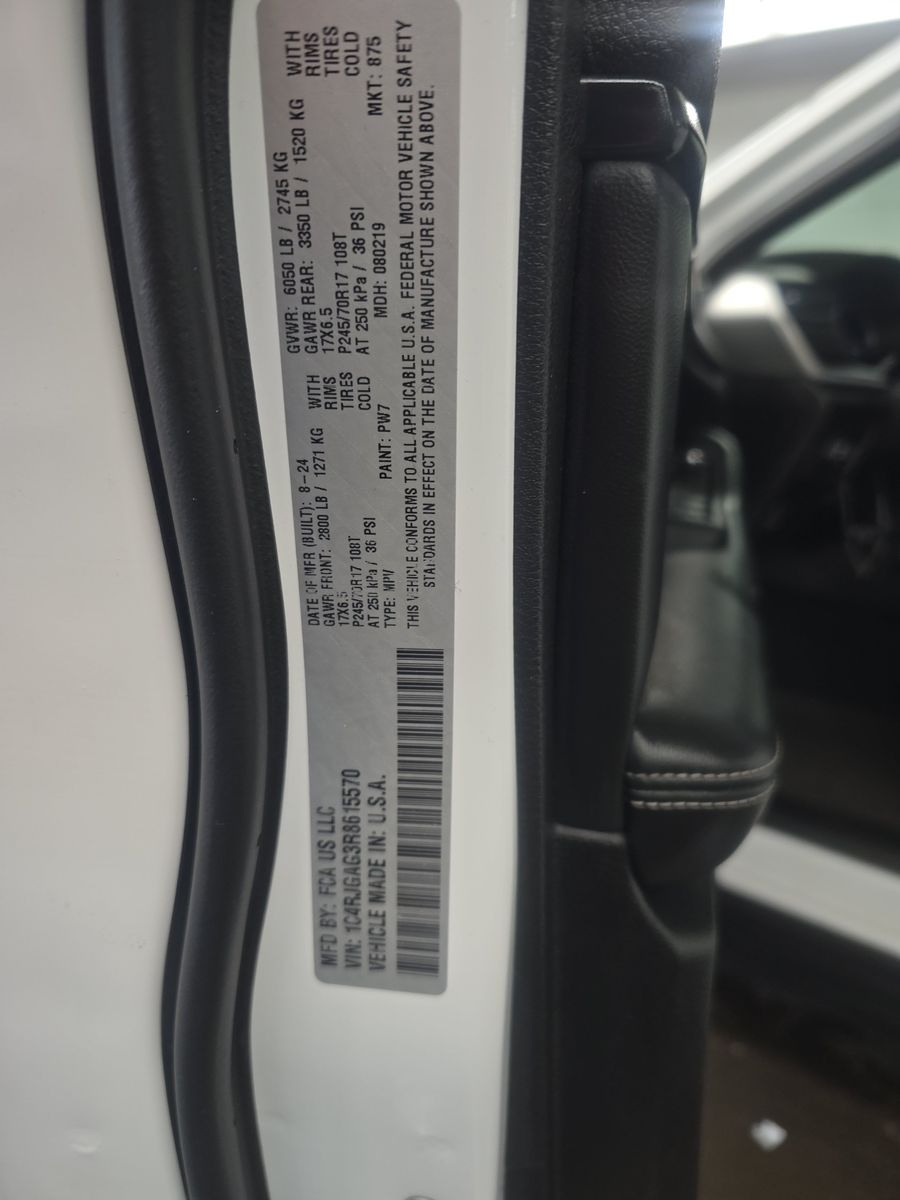 MFD BY: FCA US LLC
VIN: 1C4RJGAG3R8615570
VEHICLE MADE IN: U.S.A.
DATE OF MFR (BUILT): 8-24
GAWR FRONT: 2800 LB / 1271 KG WITH
17X6.5 RIMS
P245/70R17 108T TIRES
AT 250 kPa / 36 PSI COLD
GVWR: 6050 LB / 2745 KG
GAWR REAR: 3350 LB / 1520 KG WITH
17X6.5 RIMS
P245/70R17 108T TIRES
AT 250 kPa / 36 PSI COLD
TYPE: MPV PAINT: PW7 MDH: 080219 MKT: 875
THIS VEHICLE CONFORMS TO ALL APPLICABLE U.S.A. FEDERAL MOTOR VEHICLE SAFETY
STANDARDS IN EFFECT ON THE DATE OF MANUFACTURE SHOWN ABOVE.